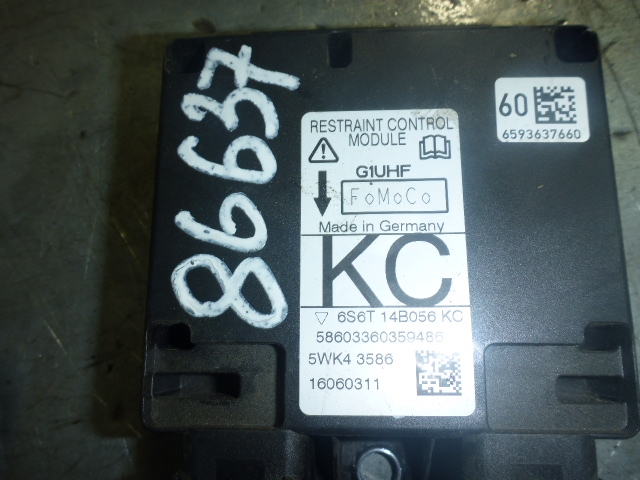 86637
RESTRAINT CONTROL
MODULE
G1UHF
FoMoCo
Made in Germany
KC
6S6T 14B056 KC
58603360359486
5WK4 3586
16060311
60
6593637660